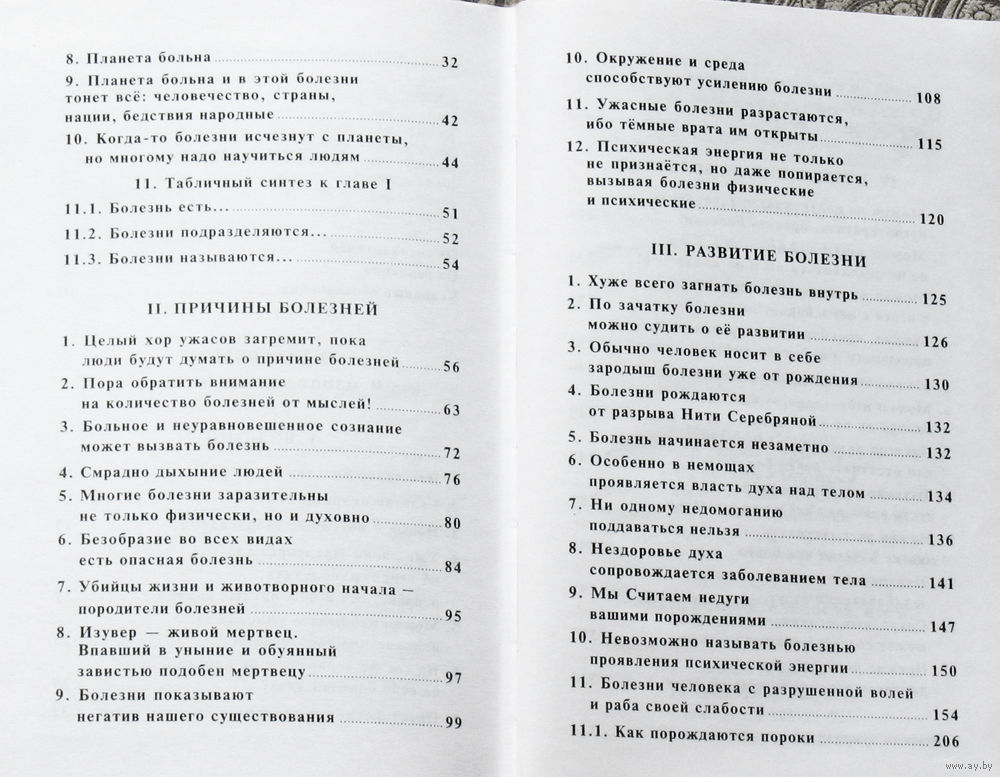 8. Планета больна 32
9. Планета больна и в этой болезни
тонет всё: человечество, страны,
нации, бедствия народные 42
10. Когда-то болезни исчезнут с планеты,
но многому надо научиться людям 44
11. Табличный синтез к главе I
11.1. Болезнь есть... 51
11.2. Болезни подразделяются... 52
11.3. Болезни называются... 54
II. ПРИЧИНЫ БОЛЕЗНЕЙ
1. Целый хор ужасов загремит, пока
люди будут думать о причине болезней 56
2. Пора обратить внимание
на количество болезней от мыслей! 63
3. Больное и неуравновешенное сознание
может вызвать болезнь 72
4. Смрадно дыхыние людей 76
5. Многие болезни заразительны
не только физически, но и духовно 80
6. Безобразие во всех видах
есть опасная болезнь 84
7. Убийцы жизни и животворного начала –
породители болезней 95
8. Изувер — живой мертвец.
Впавший в уныние и обуянный
завистью подобен мертвецу 97
9. Болезни показывают
негатив нашего существования 99
10. Окружение и среда
способствуют усилению болезни 108
11. Ужасные болезни разрастаются,
ибо тёмные врата им открыты 115
12. Психическая энергия не только
не признаётся, но даже попирается,
вызывая болезни физические
и психические 120
III. РАЗВИТИЕ БОЛЕЗНИ
1. Хуже всего загнать болезнь внутрь 125
2. По зачатку болезни
можно судить о её развитии 126
3. Обычно человек носит в себе
зародыш болезни уже от рождения 130
4. Болезни рождаются
от разрыва Нити Серебряной 132
5. Болезнь начинается незаметно 132
6. Особенно в немощах
проявляется власть духа над телом 134
7. Ни одному недомоганию
поддаваться нельзя 136
8. Нездоровье духа
сопровождается заболеванием тела 141
9. Мы Считаем недуги
вашими порождениями 147
10. Невозможно называть болезнью
проявления психической энергии 150
11. Болезни человека с разрушенной волей
и раба своей слабости 154
11.1. Как порождаются пороки 206
www.ay.by